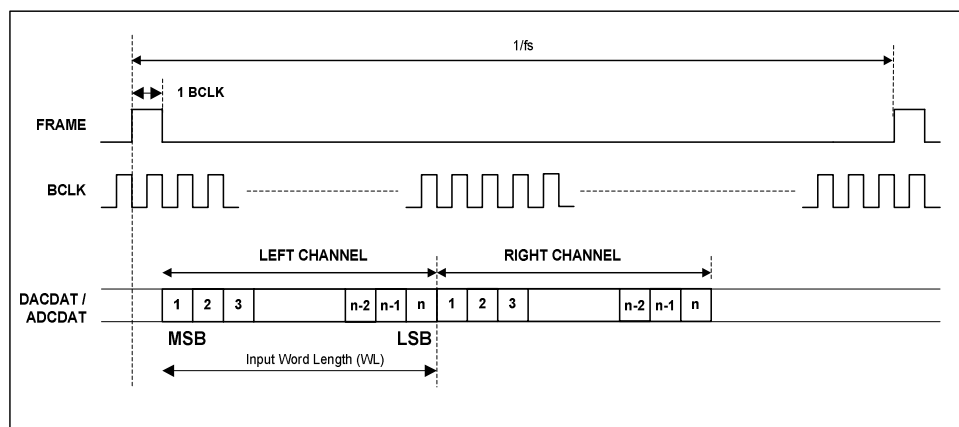 1/fs
1 BCLK
FRAME
BCLK
LEFT CHANNEL RIGHT CHANNEL
DACDAT /
ADCDAT
1 2 3 n-2 n-1 n 1 2 3 n-2 n-1 n
MSB LSB
Input Word Length (WL)